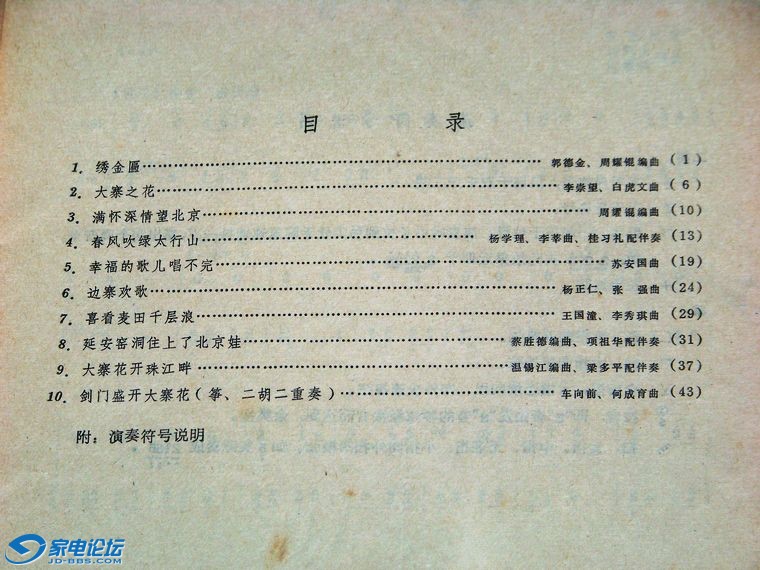 目 录
1. 绣金匾……郭德金、周耀锟编曲(1)
2. 大寨之花……李崇望、白虎文曲(6)
3. 满怀深情望北京……周耀锟编曲(10)
4. 春风吹绿太行山……杨学理、李莘曲、桂习礼配伴奏(13)
5. 幸福的歌儿唱不完……苏安国曲(19)
6. 边寨欢歌……杨正仁、张 强曲(24)
7. 喜看麦田千层浪……王国潼、李秀琪曲(29)
8. 延安窑洞住上了北京娃……蔡胜德编曲、项祖华配伴奏(31)
9. 大寨花开珠江畔……温锡江编曲、梁多平配伴奏(37)
10. 剑门盛开大寨花(筝、二胡二重奏)……车向前、何成育曲(43)
附:演奏符号说明
家电论坛
JD-BBS.COM